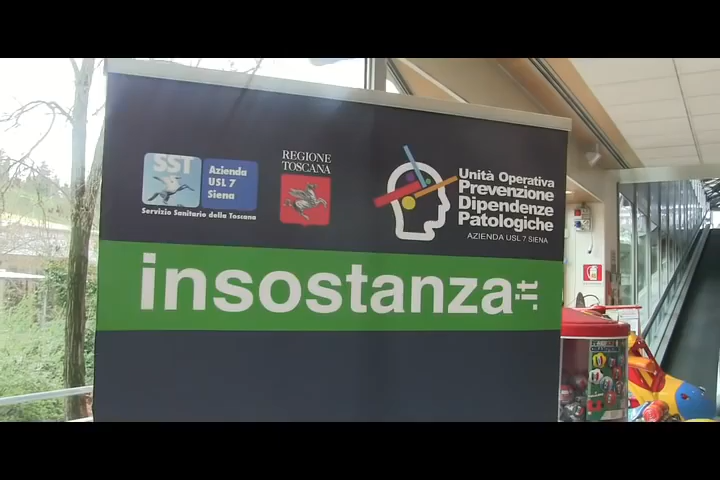 SST
Azienda
USL 7
Siena
Servizio Sanitario della Toscana
REGIONE
TOSCANA
Unità Operativa
Prevenzione
Dipendenze
Patologiche
AZIENDA USL 7 SIENA
insostanza.it